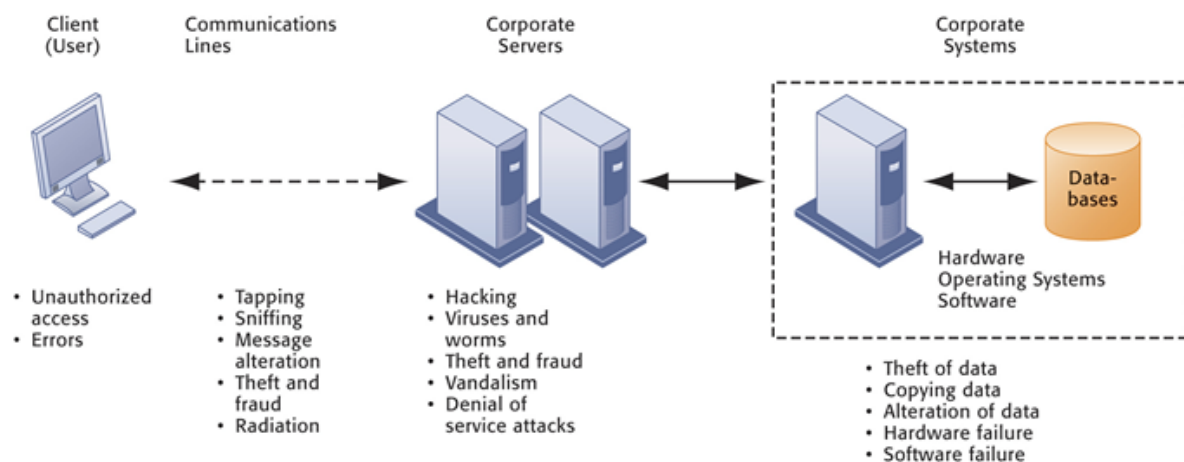 Client
(User)
Communications
Lines
Corporate
Servers
Corporate
Systems
Data-
bases
Hardware
Operating Systems
Software
• Unauthorized
access
• Errors
• Tapping
• Sniffing
• Message
alteration
• Theft and
fraud
• Radiation
• Hacking
• Viruses and
worms
• Theft and fraud
• Vandalism
• Denial of
service attacks
• Theft of data
• Copying data
• Alteration of data
• Hardware failure
• Software failure